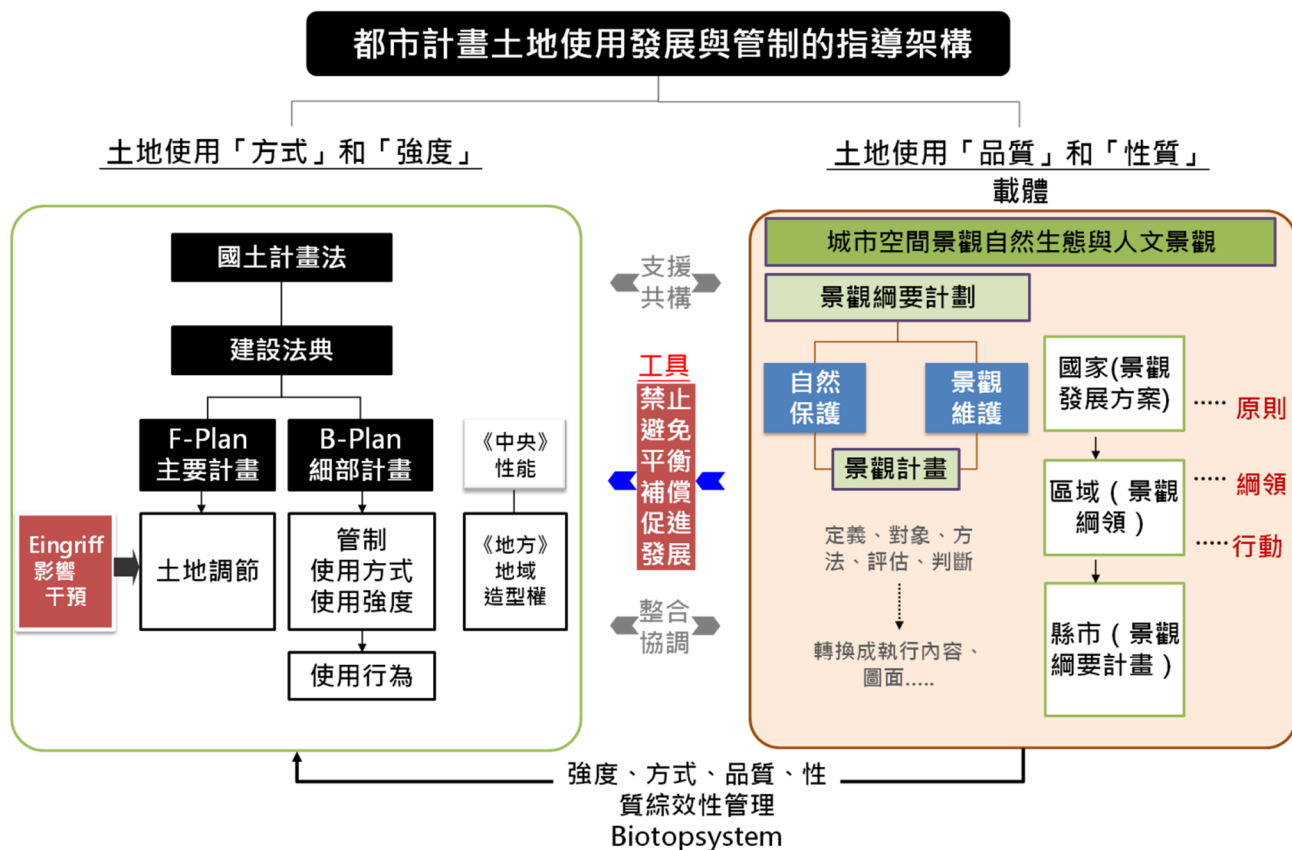 都市計畫土地使用發展與管制的指導架構
土地使用「方式」和「強度」
國土計畫法
建設法典
F-Plan
主要計畫
B-Plan
細部計畫
《中央》
性能
Eingriff
影響
干預
土地調節
管制
使用方式
使用強度
《地方》
地域
造型權
使用行為
支援
共構
工具
禁止
避免
平衡
補償
促進
發展
整合
協調
土地使用「品質」和「性質」
載體
城市空間景觀自然生態與人文景觀
景觀綱要計劃
自然
保護
景觀
維護
景觀計畫
定義、對象、方
法、評估、判斷
轉換成執行內容、
圖面.....
國家(景觀
發展方案)
..... 原則
區域（景觀
綱領）
..... 綱領
..... 行動
縣市（景觀
綱要計畫）
強度、方式、品質、性
質綜效性管理
Biotopsystem